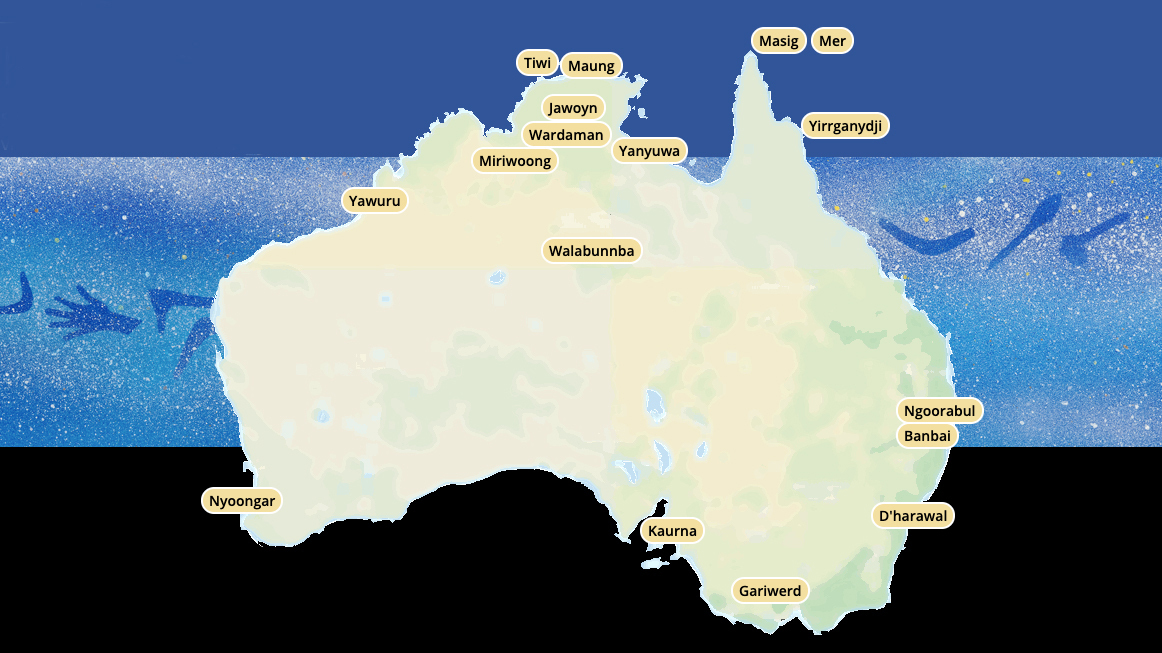 Masig
Mer
Tiwi
Maung
Jawoyn
Yirrganydji
Wardaman
Yanyuwa
Miriwoong
Yawuru
Walabunnba
Ngoorabul
Banbai
Nyoongar
D'harawal
Kaurna
Gariwerd